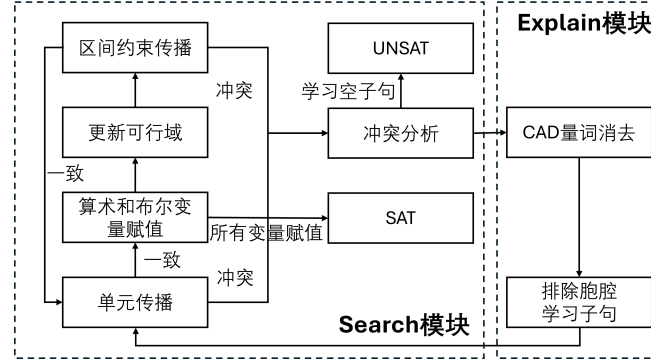 Explain模块
区间约束传播
UNSAT
冲突
学习空子句
更新可行域
冲突分析
CAD量词消去
一致
算术和布尔变
量赋值
SAT
所有变量赋值
一致
冲突
单元传播
排除胞腔
学习子句
Search模块